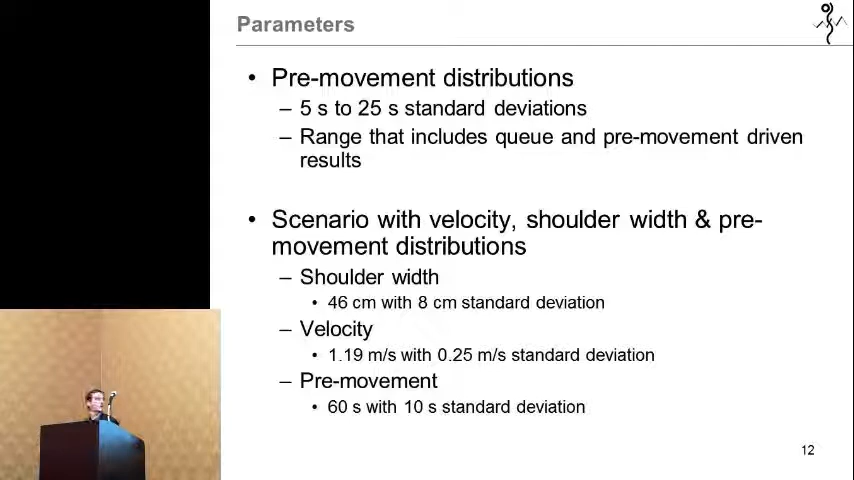 Parameters
• Pre-movement distributions
– 5 s to 25 s standard deviations
– Range that includes queue and pre-movement driven
results
• Scenario with velocity, shoulder width & pre-
movement distributions
– Shoulder width
• 46 cm with 8 cm standard deviation
– Velocity
• 1.19 m/s with 0.25 m/s standard deviation
– Pre-movement
• 60 s with 10 s standard deviation
12